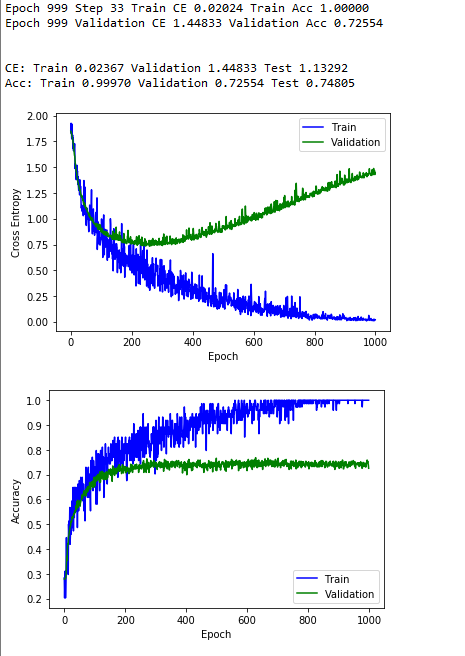 Epoch 999 Step 33 Train CE 0.02024 Train Acc 1.00000
Epoch 999 Validation CE 1.44833 Validation Acc 0.72554
CE: Train 0.02367 Validation 1.44833 Test 1.13292
Acc: Train 0.99970 Validation 0.72554 Test 0.74805
2.00
1.75
1.50
1.25
1.00
0.75
0.50
0.25
0.00
Cross Entropy
Train
Validation
0 200 400 600 800 1000
Epoch
1.0
0.9
0.8
0.7
0.6
0.5
0.4
0.3
0.2
Accuracy
Train
Validation
0 200 400 600 800 1000
Epoch